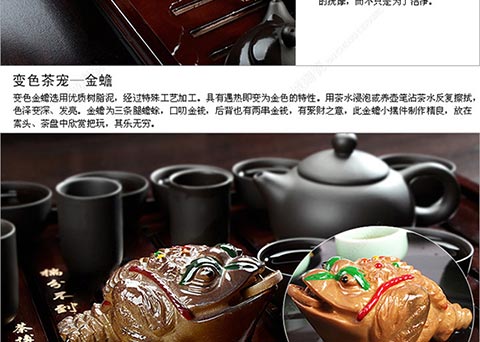 的抚摩，而不只是为了洁净。
变色茶宠—金蟾
变色金蟾选用优质树脂泥，经过特殊工艺加工。具有遇热即变为金色的特性。用茶水浸泡或养壶笔沾茶水反复擦拭，
色泽变深、发亮。金蟾为三条腿蟾蜍，口叨金钱，后背也有两串金钱，有聚财之意，此金蟾小摆件制作精良，放在
案头、茶盘中欣赏把玩，其乐无穷。